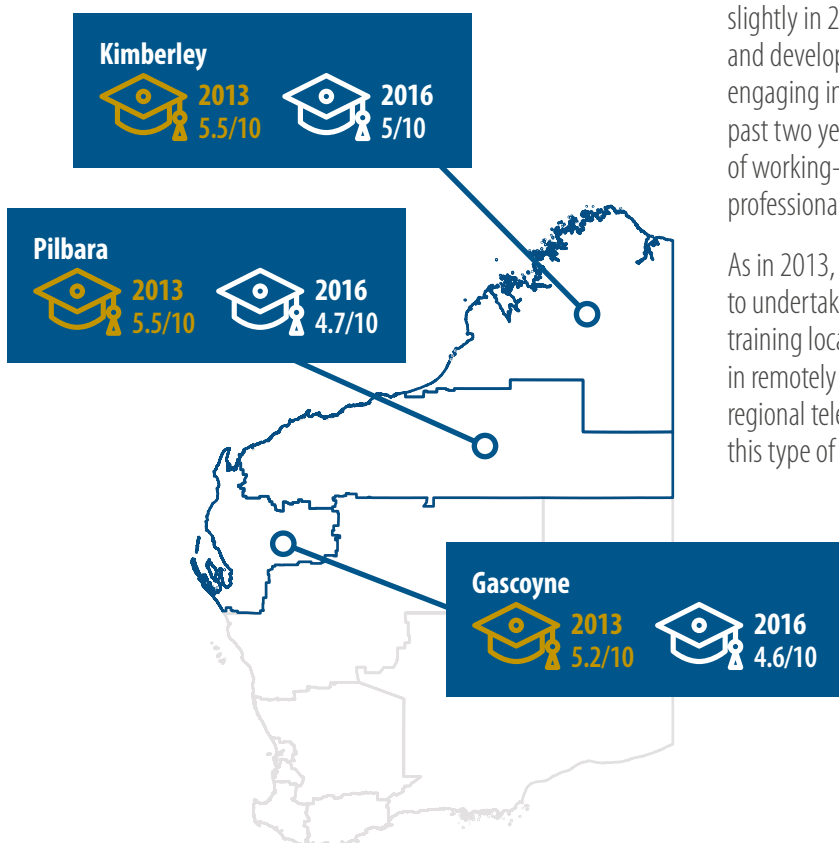 Kimberley
2013
5.5/10
2016
5/10
Pilbara
2013
5.5/10
2016
4.7/10
Gascoyne
2013
5.2/10
2016
4.6/10
slightly in 2
and develop
engaging in
past two ye
of working-
professiona
As in 2013,
to undertak
training loca
in remotely
regional tele
this type of